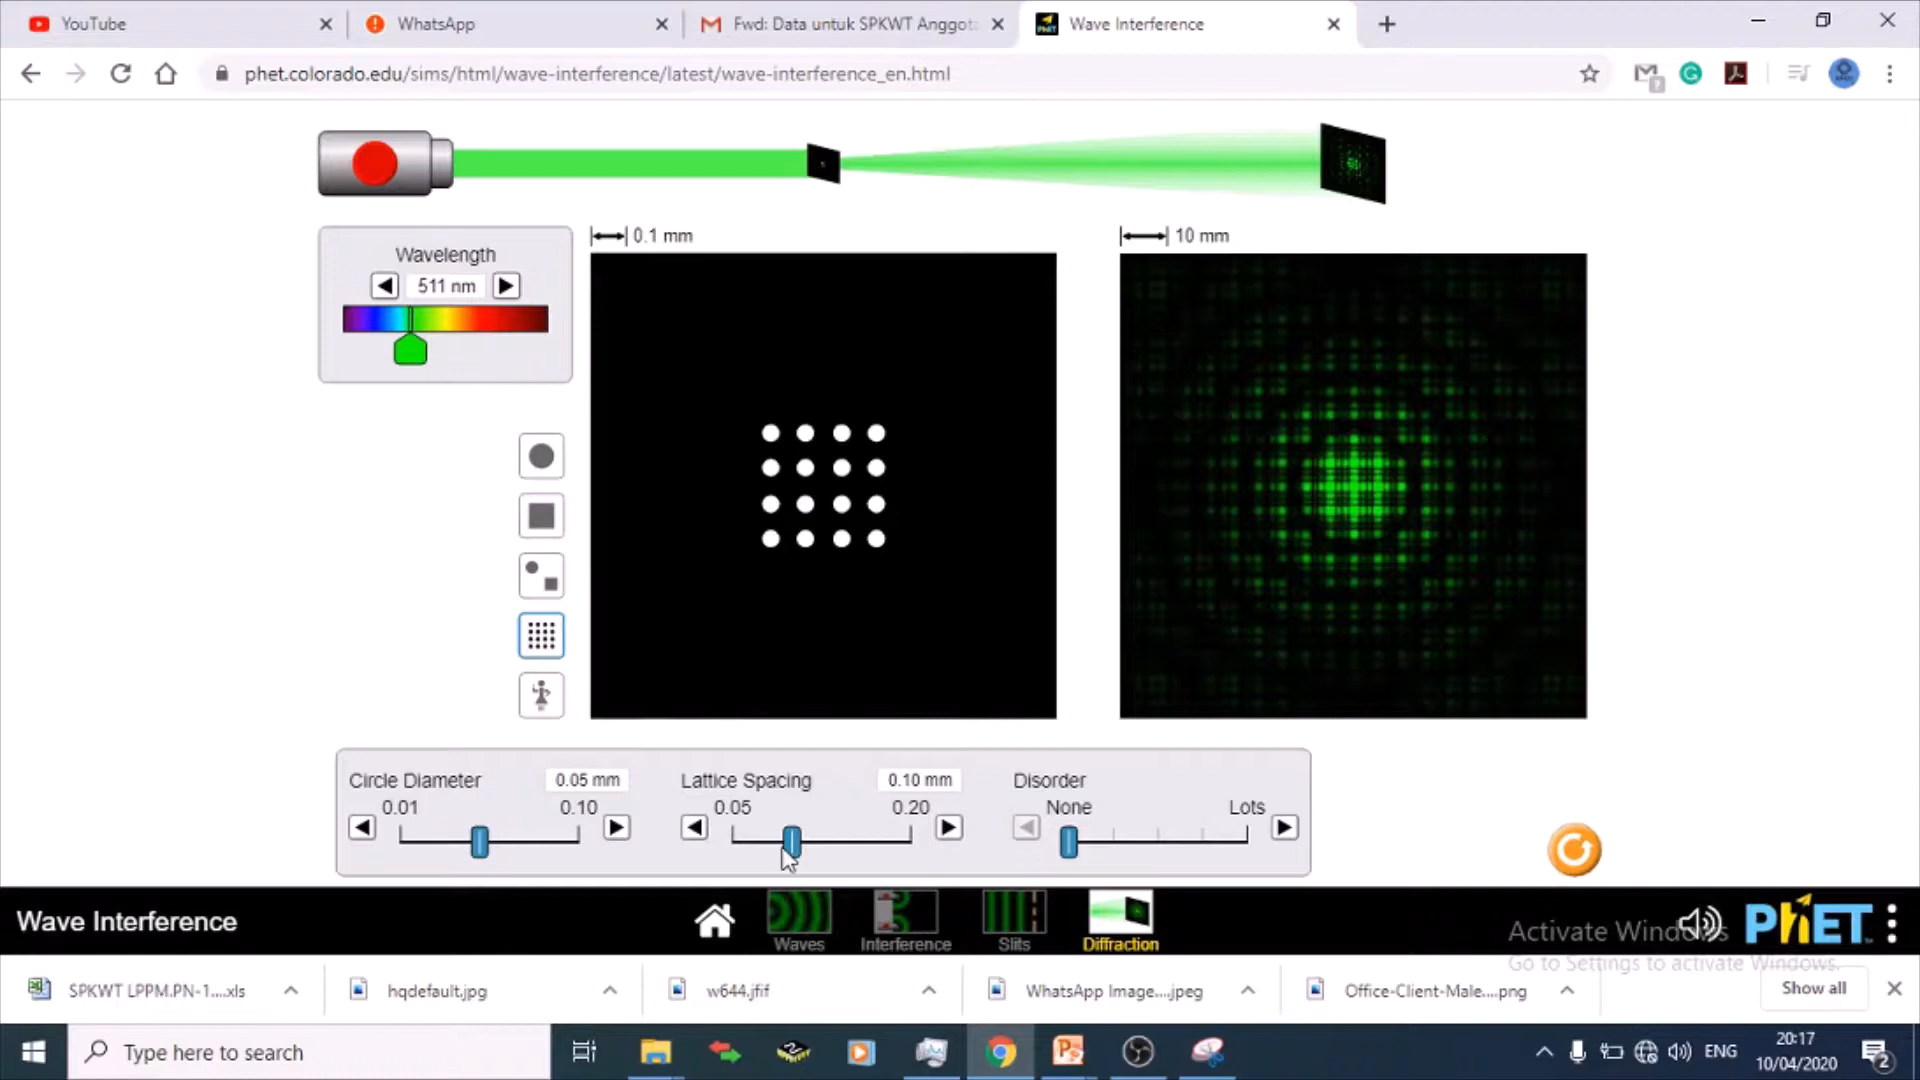 YouTube
WhatsApp
Fwd: Data untuk SPKWT Anggota
Wave Interference
phet.colorado.edu/sims/html/wave-interference/latest/wave-interference_en.html
Wavelength
511 nm
0.1 mm
10 mm
Circle Diameter 0.05 mm
0.01 0.10
Lattice Spacing 0.10 mm
0.05 0.20
Disorder
None Lots
Wave Interference
Waves
Interference
Slits
Diffraction
PhET
Activate Windows
Go to Settings to activate Windows.
SPKWT LPPM.PN-1....xls
hqdefault.jpg
w644.jfif
WhatsApp Image....jpeg
Office-Client-Male....png
Show all
Type here to search
ENG
20:17
10/04/2020
2